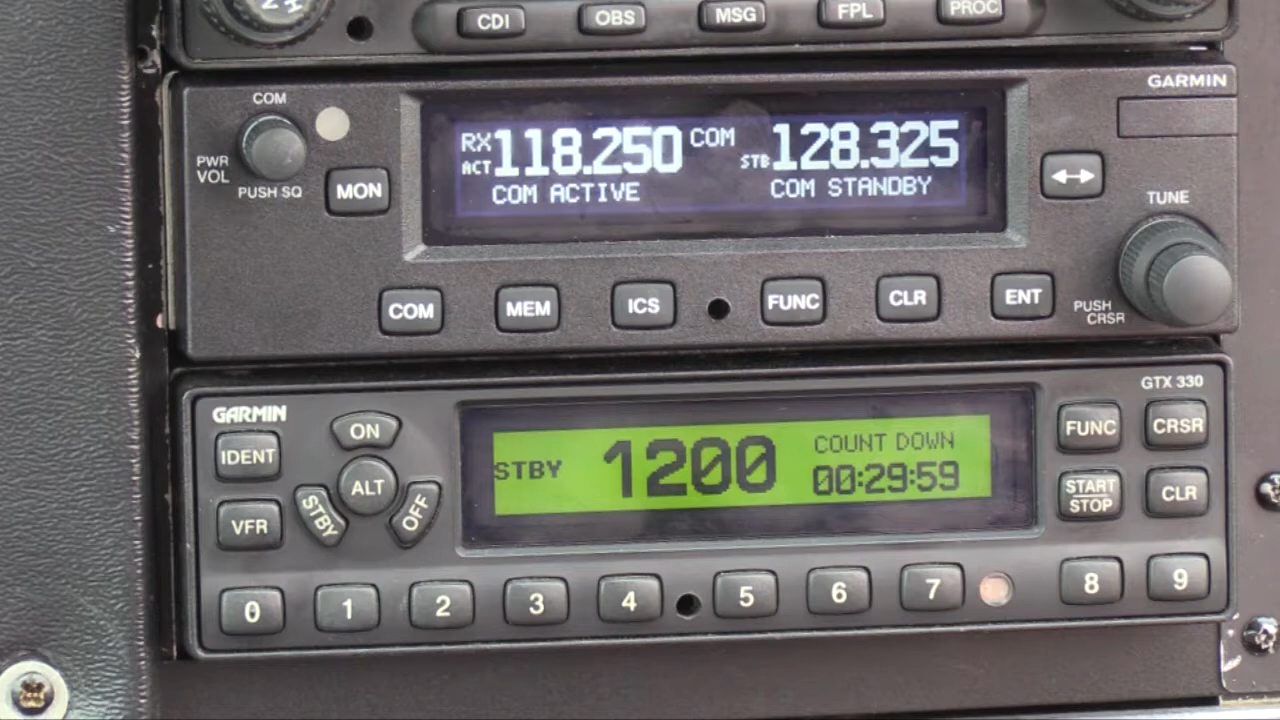 CDI OBS MSG FPL PROC
GARMIN
COM
PWR
VOL
PUSH SQ
MON
RX 118.250 COM 128.325
ACT STB
COM ACTIVE COM STANDBY
TUNE
PUSH
CRSR
COM MEM ICS FUNC CLR ENT
GARMIN
GTX 330
IDENT ON
ALT
VFR STBY OFF
STBY 1200 COUNT DOWN
00:29:59
FUNC CRSR
START
STOP
CLR
0 1 2 3 4 5 6 7 8 9